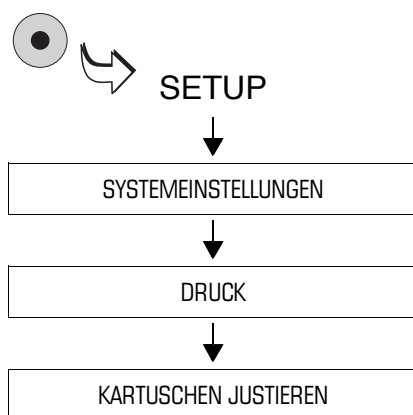 SETUP
SYSTEMEINSTELLUNGEN
DRUCK
KARTUSCHEN JUSTIEREN